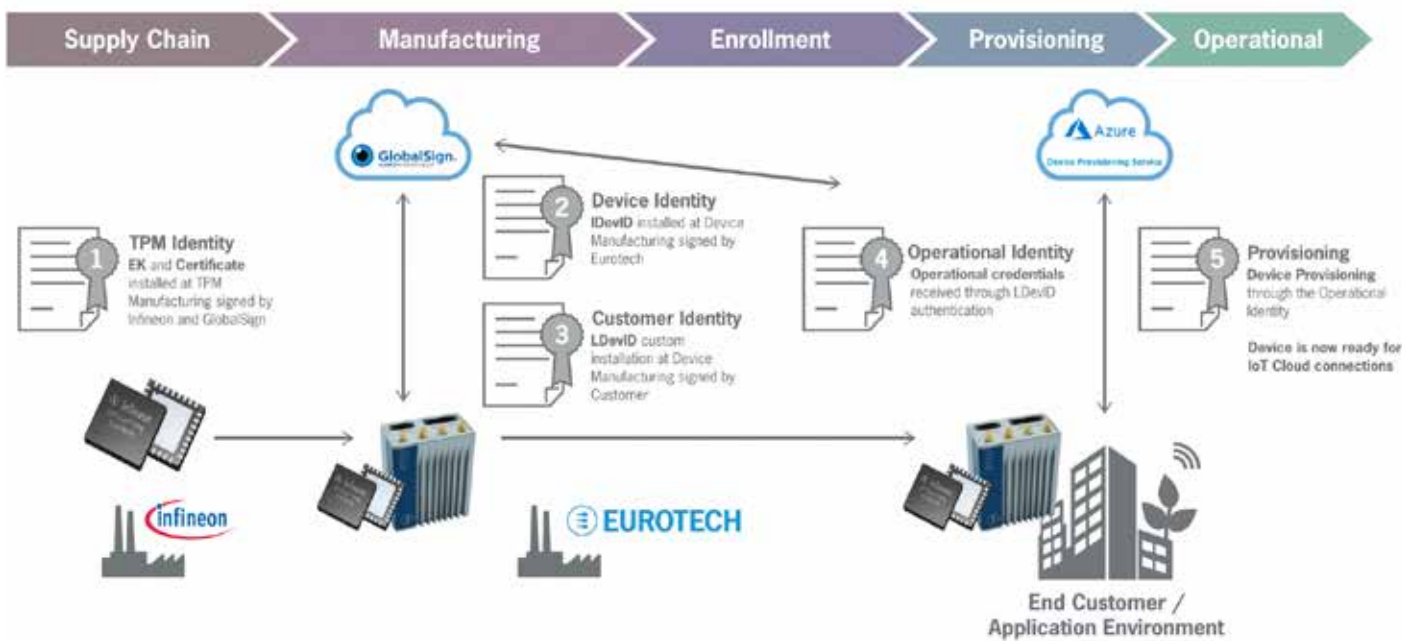 Supply Chain
Manufacturing
Enrollment
Provisioning
Operational
GlobalSign.
Azure
Device Provisioning Service
1
TPM Identity
EK and Certificate
installed at TPM
Manufacturing signed by
Infineon and GlobalSign
2
Device Identity
IDevID installed at Device
Manufacturing signed by
Eurotech
3
Customer Identity
LDevID custom
installation at Device
Manufacturing signed by
Customer
4
Operational Identity
Operational credentials
received through LDevID
authentication
5
Provisioning
Device Provisioning
through the Operational
Identity
Device is now ready for
IoT Cloud connections
infineon
EUROTECH
End Customer /
Application Environment